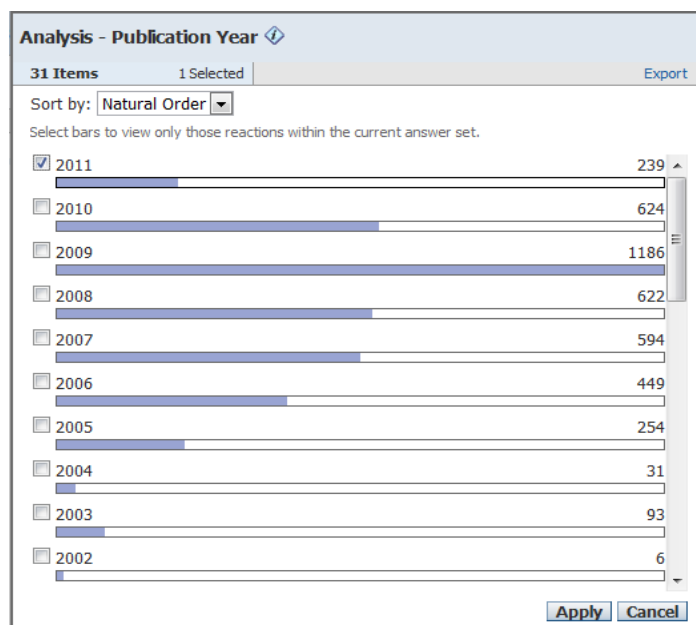 Analysis - Publication Year
31 Items 1 Selected Export
Sort by: Natural Order
Select bars to view only those reactions within the current answer set.
2011 239
2010 624
2009 1186
2008 622
2007 594
2006 449
2005 254
2004 31
2003 93
2002 6
Apply Cancel